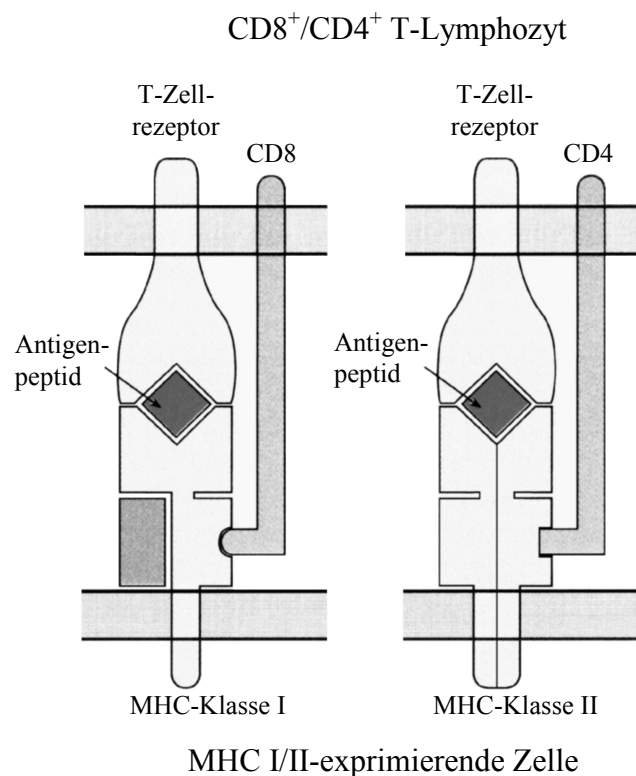 CD8⁺/CD4⁺ T-Lymphozyt
T-Zell-
rezeptor
CD8
Antigen-
peptid
MHC-Klasse I
T-Zell-
rezeptor
CD4
Antigen-
peptid
MHC-Klasse II
MHC I/II-exprimierende Zelle